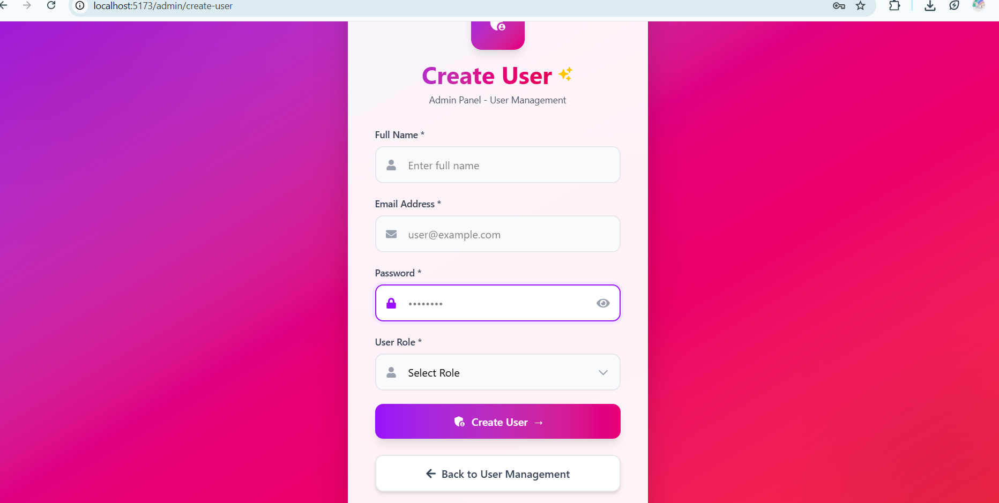 localhost:5173/admin/create-user
Create User
Admin Panel - User Management
Full Name *
Enter full name
Email Address *
user@example.com
Password *
••••••••
User Role *
Select Role
Create User →
Back to User Management